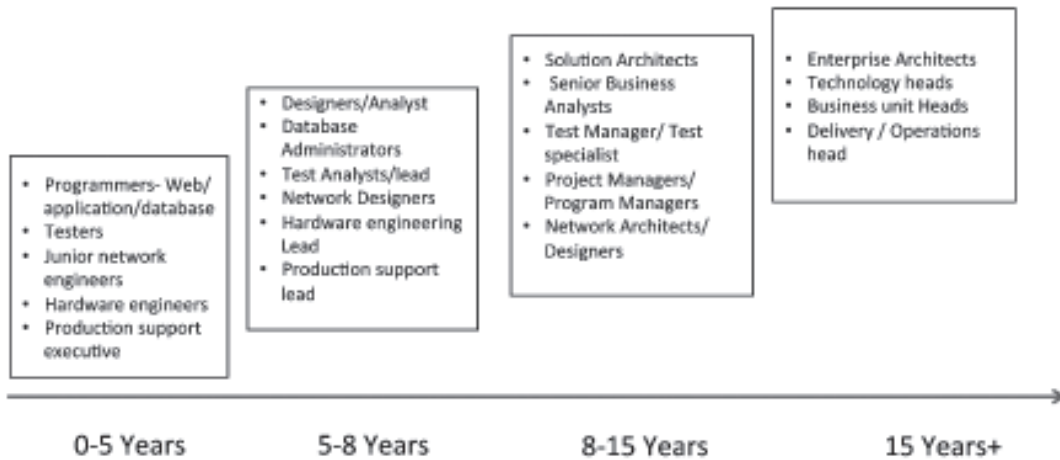 • Programmers- Web/
application/database
• Testers
• Junior network
engineers
• Hardware engineers
• Production support
executive
• Designers/Analyst
• Database
Administrators
• Test Analysts/lead
• Network Designers
• Hardware engineering
Lead
• Production support
lead
• Solution Architects
• Senior Business
Analysts
• Test Manager/ Test
specialist
• Project Managers/
Program Managers
• Network Architects/
Designers
• Enterprise Architects
• Technology heads
• Business unit Heads
• Delivery / Operations
head
0-5 Years
5-8 Years
8-15 Years
15 Years+